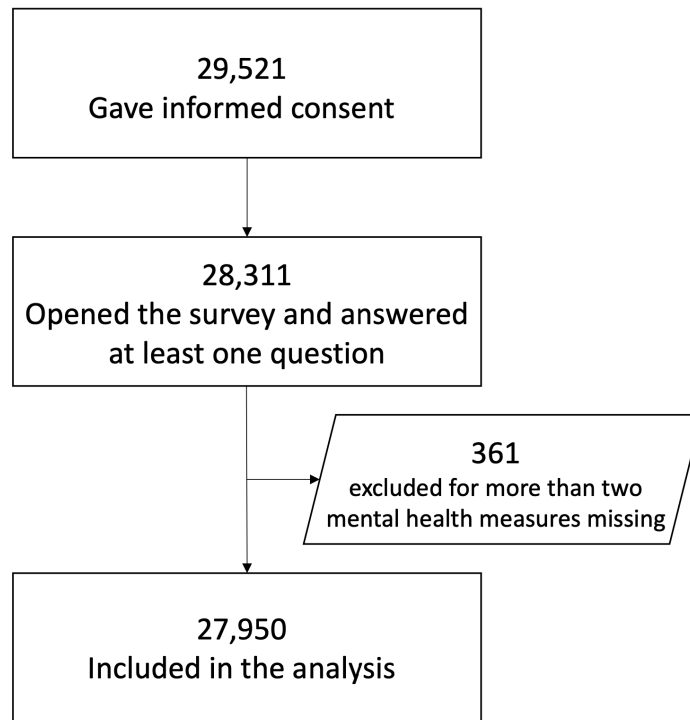 29,521
Gave informed consent
28,311
Opened the survey and answered
at least one question
361
excluded for more than two
mental health measures missing
27,950
Included in the analysis